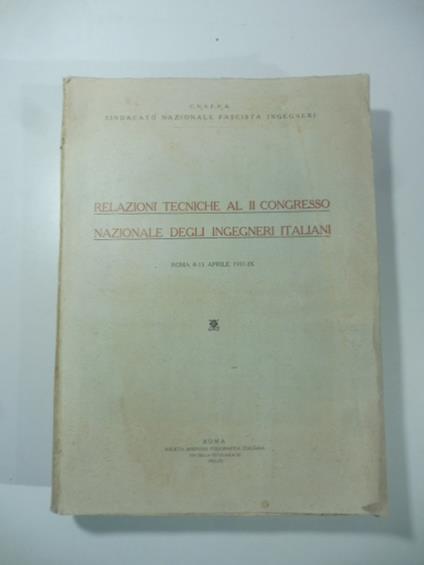 SINDACATO NAZIONALE FASCISTA INGEGNERI
RELAZIONI TECNICHE AL II CONGRESSO
NAZIONALE DEGLI INGEGNERI ITALIANI
ROMA 8-13 APRILE 1931-IX
ROMA